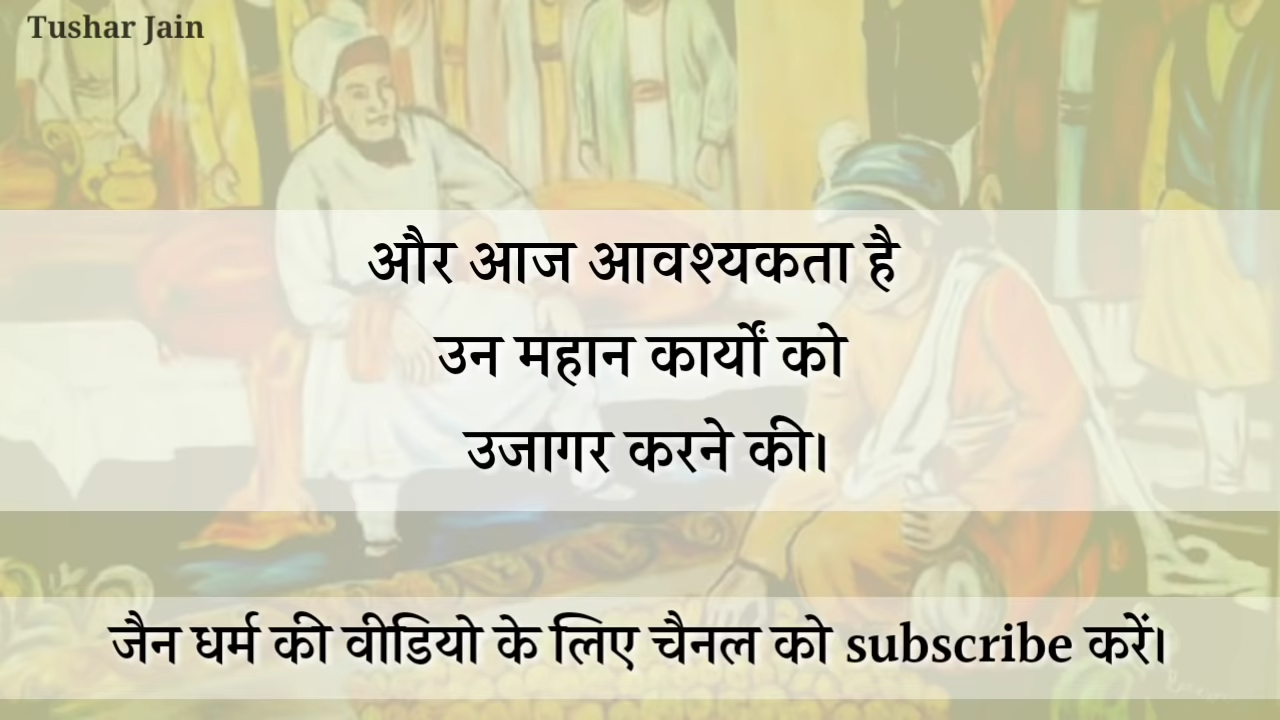 Tushar Jain
और आज आवश्यकता है
उन महान कार्यों को
उजागर करने की।
जैन धर्म की वीडियो के लिए चैनल को subscribe करें।